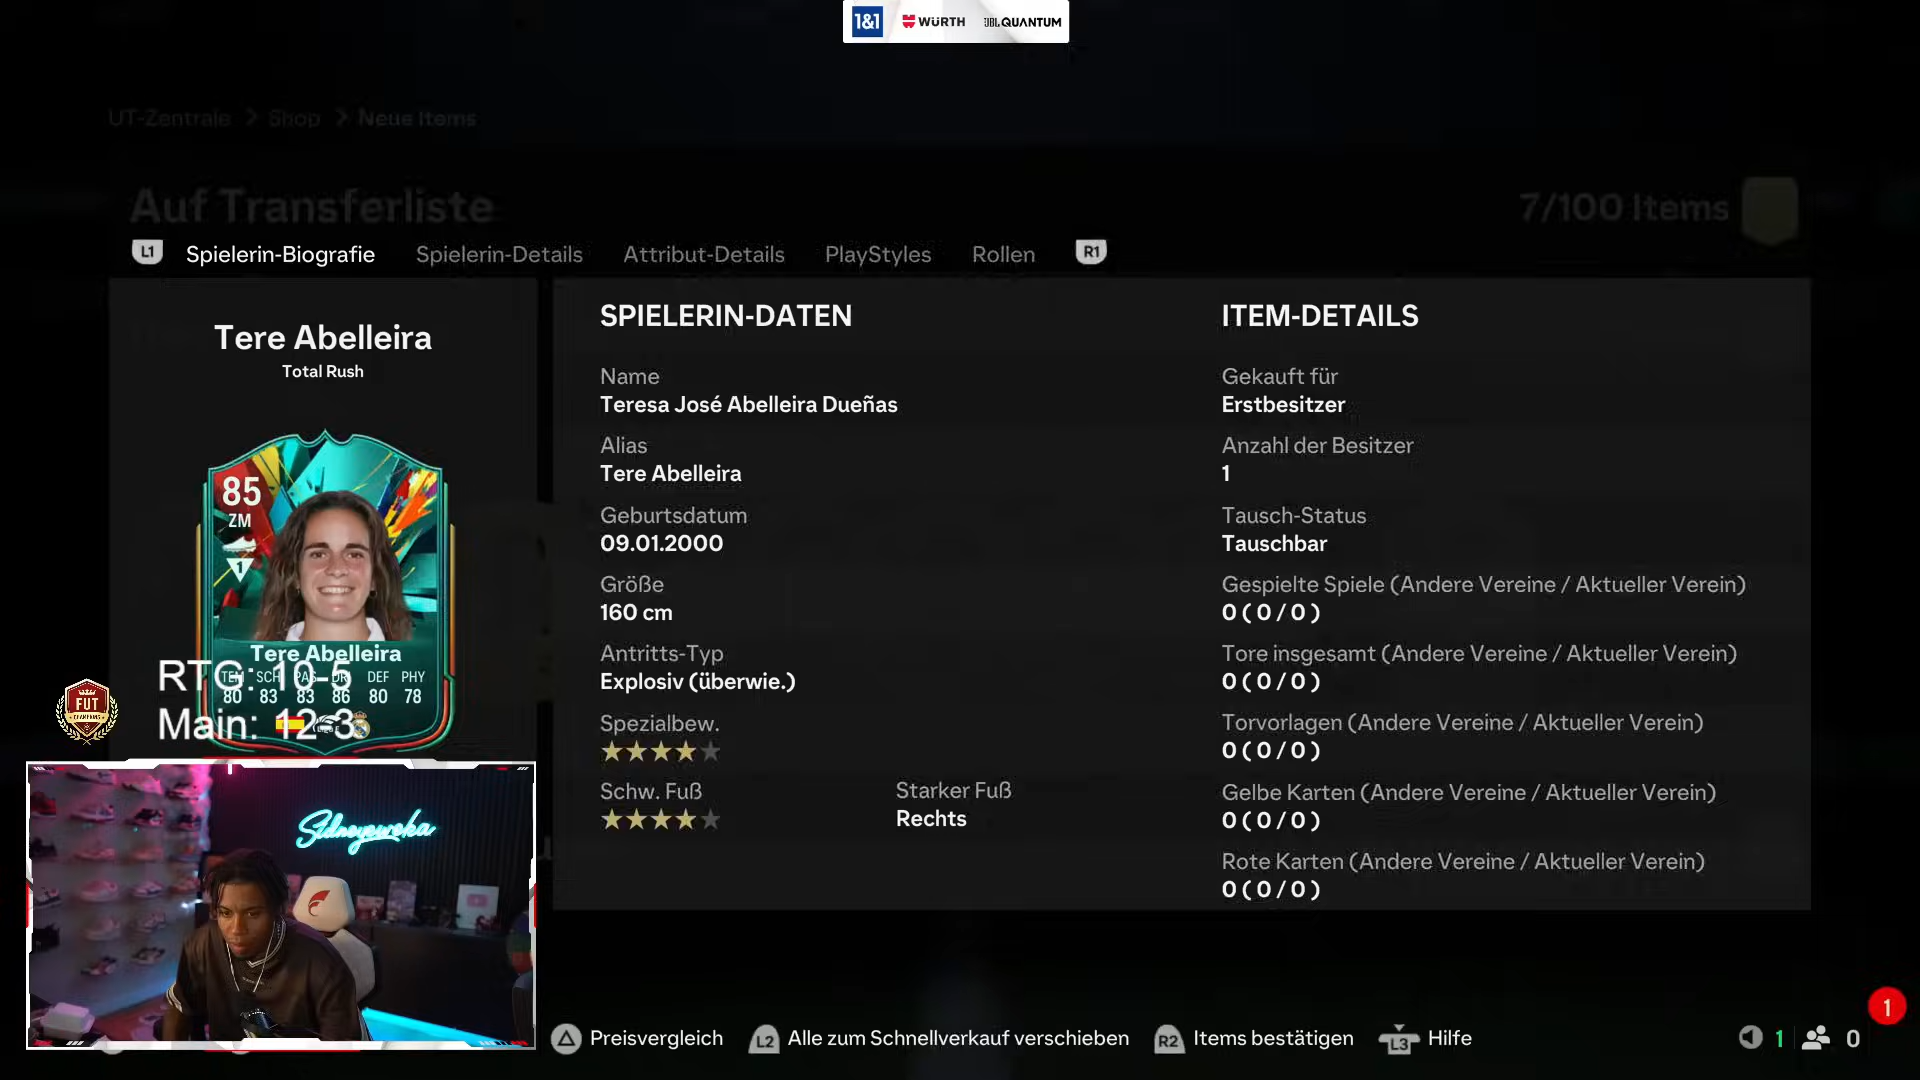 1&1 WÜRTH JBL QUANTUM
UT-Zentrale > Shop > Neue Items
Auf Transferliste
7/100 Items
L1 Spielerin-Biografie Spielerin-Details Attribut-Details PlayStyles Rollen R1
Tere Abelleira
Total Rush
85
ZM
1
Tere Abelleira
SCH DEF PHY
80 83 83 86 80 78
RTG: 10-5
Main: 12-3
FUT
CHAMPIONS
SPIELERIN-DATEN
Name
Teresa José Abelleira Dueñas
Alias
Tere Abelleira
Geburtsdatum
09.01.2000
Größe
160 cm
Antritts-Typ
Explosiv (überwie.)
Spezialbew.
Schw. Fuß
Starker Fuß
Rechts
ITEM-DETAILS
Gekauft für
Erstbesitzer
Anzahl der Besitzer
1
Tausch-Status
Tauschbar
Gespielte Spiele (Andere Vereine / Aktueller Verein)
0 ( 0 / 0 )
Tore insgesamt (Andere Vereine / Aktueller Verein)
0 ( 0 / 0 )
Torvorlagen (Andere Vereine / Aktueller Verein)
0 ( 0 / 0 )
Gelbe Karten (Andere Vereine / Aktueller Verein)
0 ( 0 / 0 )
Rote Karten (Andere Vereine / Aktueller Verein)
0 ( 0 / 0 )
Sidneyeweka
Preisvergleich L2 Alle zum Schnellverkauf verschieben R2 Items bestätigen L3 Hilfe
1
1 0